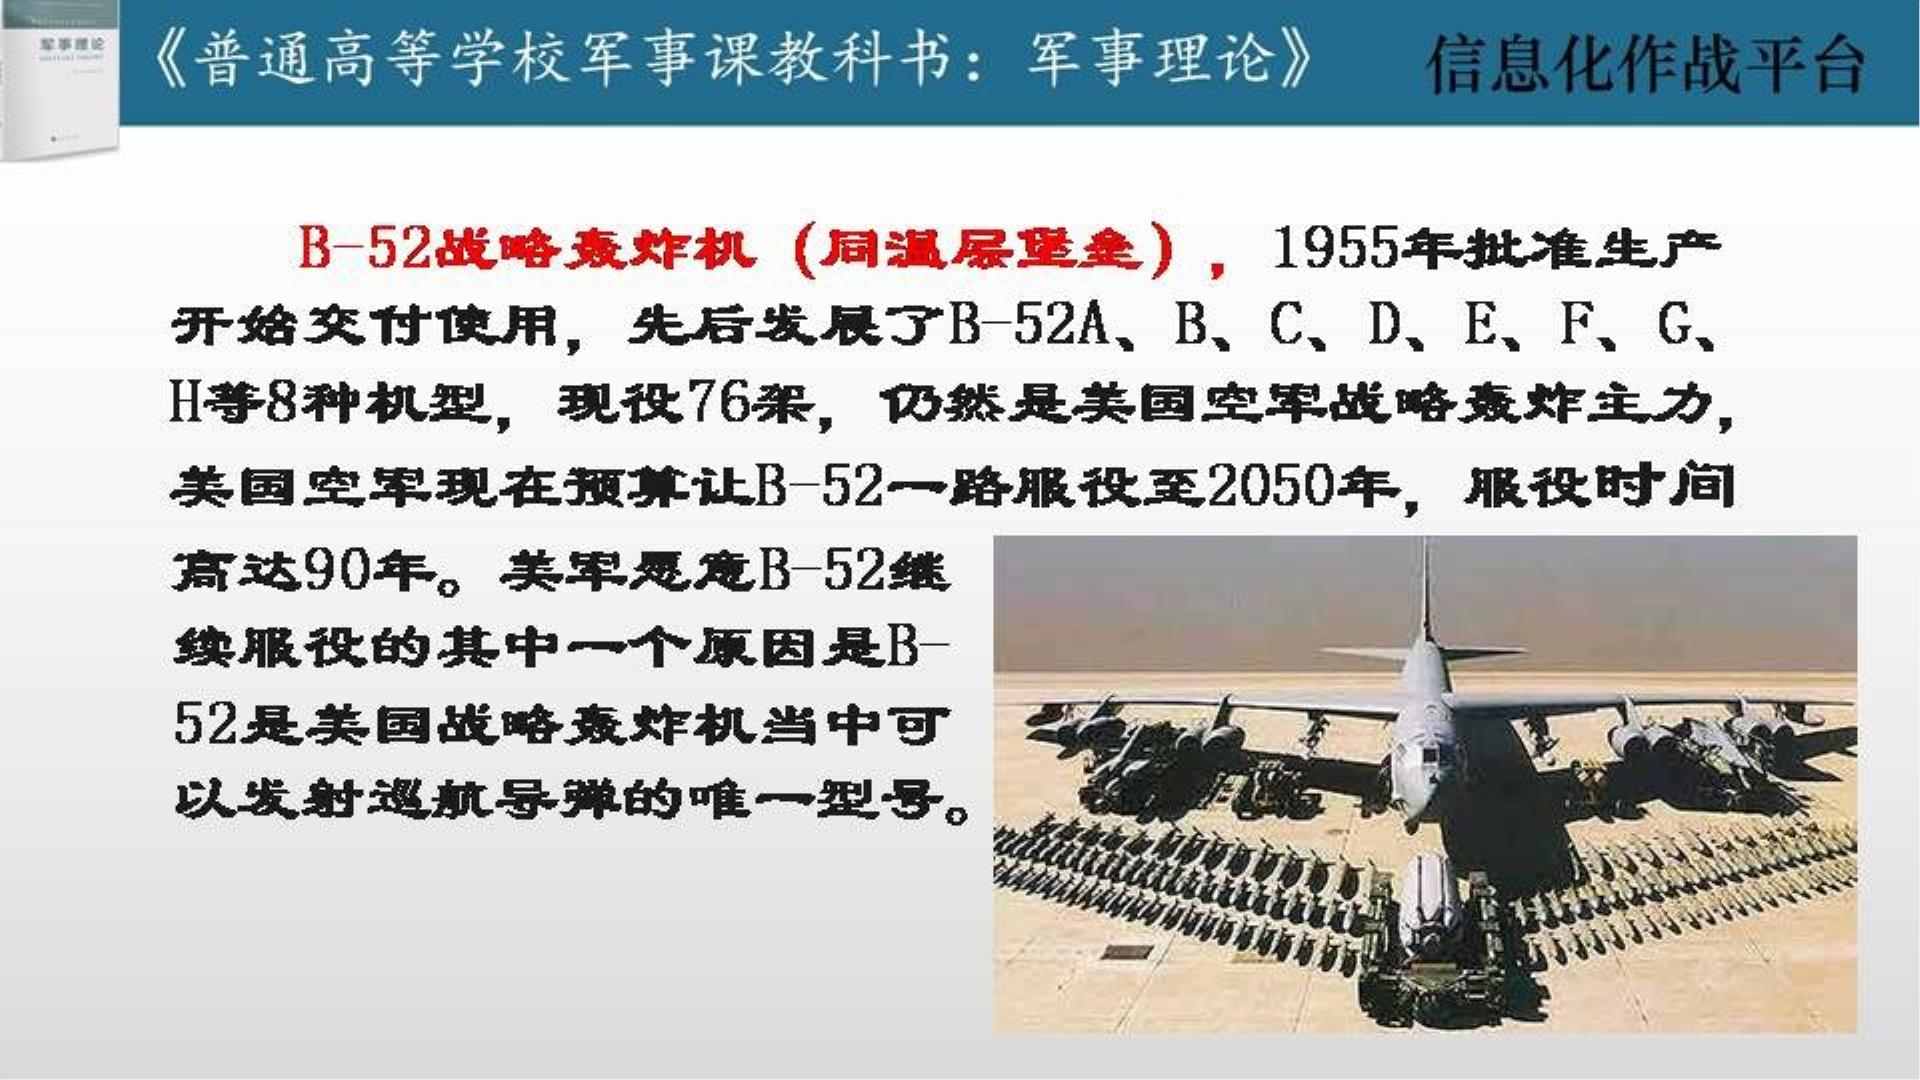 军事理论
《普通高等学校军事课教科书：军事理论》
信息化作战平台
B-52战略轰炸机（同温层堡垒），1955年批准生产
开始交付使用，先后发展了B-52A、B、C、D、E、F、G、
H等8种机型，现役76架，仍然是美国空军战略轰炸主力，
美国空军现在预算让B-52一路服役至2050年，服役时间
高达90年。美军愿意B-52继
续服役的其中一个原因是B-
52是美国战略轰炸机当中可
以发射巡航导弹的唯一型号。